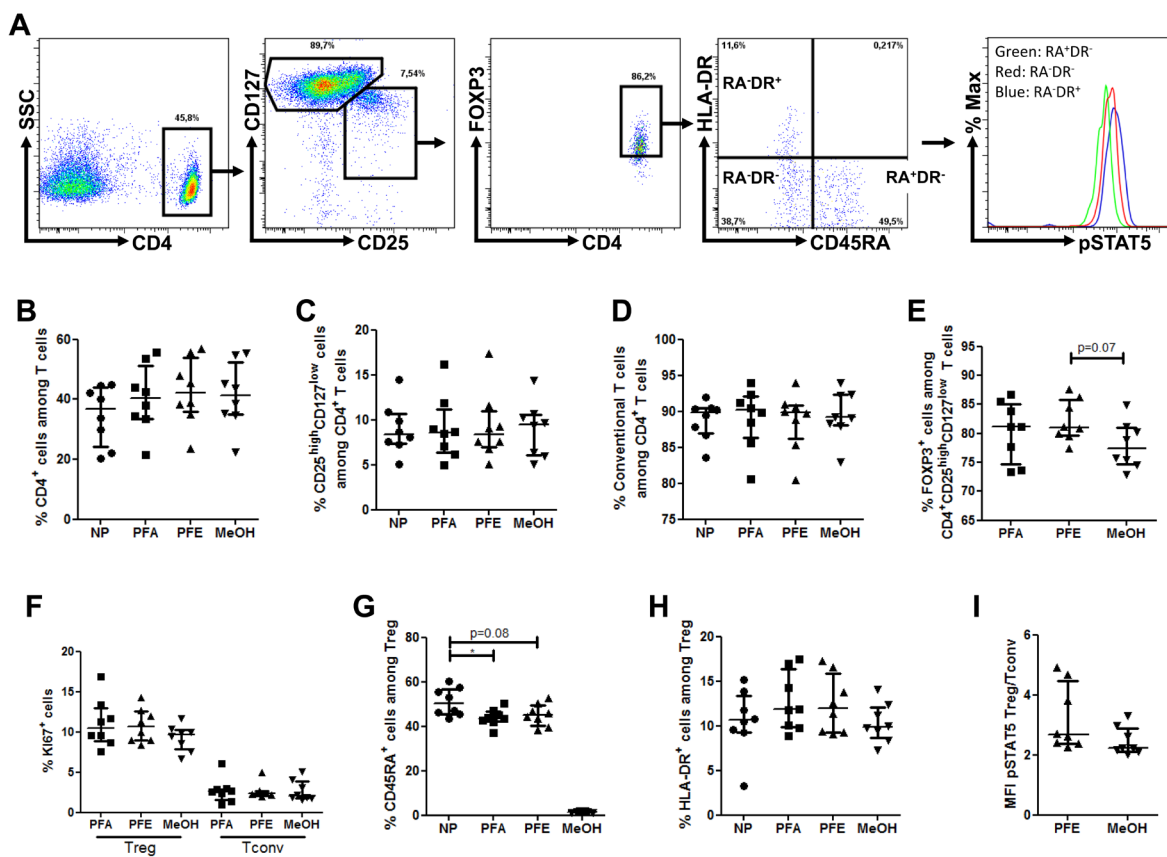 A
SSC
45,8%
CD4
CD127
89,7%
7,54%
CD25
FOXP3
86,2%
CD4
HLA-DR
11,6%
0,217%
RA-DR+
RA-DR-
RA+DR-
38,7%
49,5%
CD45RA
% Max
Green: RA+DR-
Red: RA-DR-
Blue: RA-DR+
pSTAT5
B
% CD4+ cells among T cells
60
40
20
0
NP PFA PFE MeOH
C
% CD25highCD127low cells
among CD4+ T cells
20
15
10
5
0
NP PFA PFE MeOH
D
% Conventional T cells
among CD4+ T cells
100
95
90
85
80
75
NP PFA PFE MeOH
E
% FOXP3+ cells among
CD4+CD25highCD127low T cells
p=0.07
95
90
85
80
75
70
65
PFA PFE MeOH
F
% KI67+ cells
20
15
10
5
0
PFA PFE MeOH PFA PFE MeOH
Treg Tconv
G
% CD45RA+ cells among Treg
p=0.08
*
80
60
40
20
0
NP PFA PFE MeOH
H
% HLA-DR+ cells among Treg
20
15
10
5
0
NP PFA PFE MeOH
I
MFI pSTAT5 Treg/Tconv
6
4
2
0
PFE MeOH